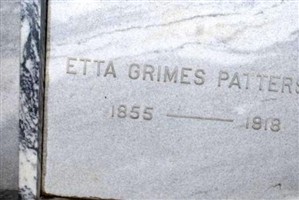 ETTA GRIMES PATTERS
1855 — 1918